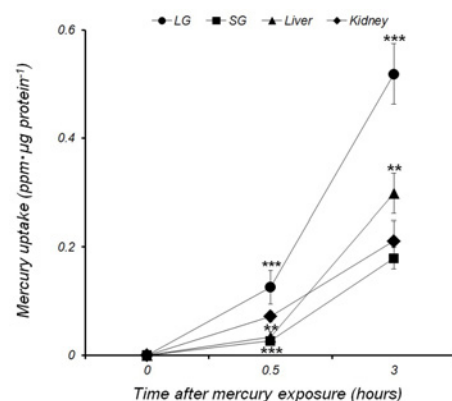 LG SG Liver Kidney
0.6
***
0.4
**
0.2
***
**
***
0
0 0.5 3
Mercury uptake (ppm•µg protein⁻¹)
Time after mercury exposure (hours)